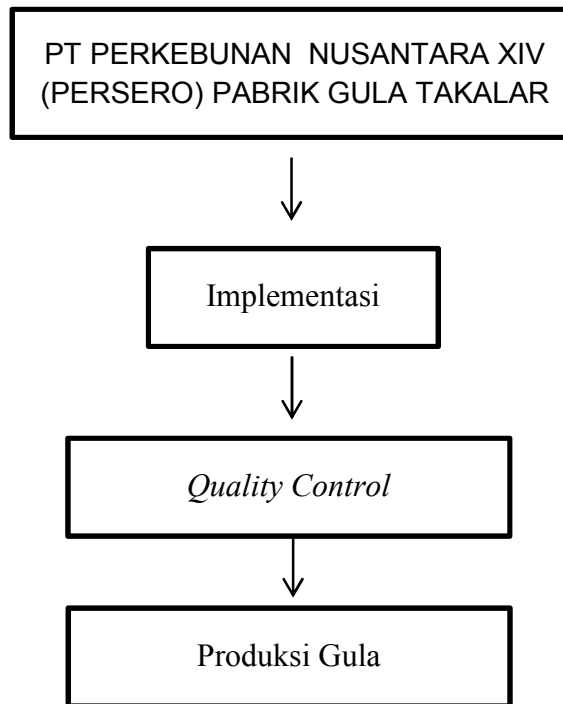 PT PERKEBUNAN NUSANTARA XIV
(PERSERO) PABRIK GULA TAKALAR
Implementasi
Quality Control
Produksi Gula